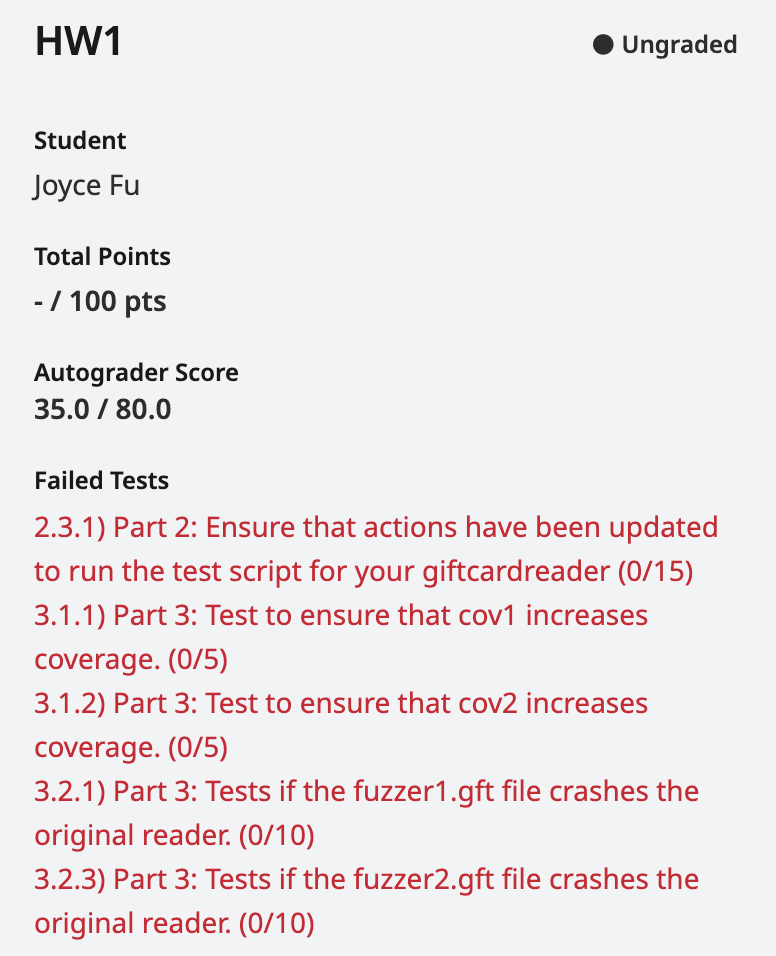 HW1
Ungraded
Student
Joyce Fu
Total Points
- / 100 pts
Autograder Score
35.0 / 80.0
Failed Tests
2.3.1) Part 2: Ensure that actions have been updated
to run the test script for your giftcardreader (0/15)
3.1.1) Part 3: Test to ensure that cov1 increases
coverage. (0/5)
3.1.2) Part 3: Test to ensure that cov2 increases
coverage. (0/5)
3.2.1) Part 3: Tests if the fuzzer1.gft file crashes the
original reader. (0/10)
3.2.3) Part 3: Tests if the fuzzer2.gft file crashes the
original reader. (0/10)